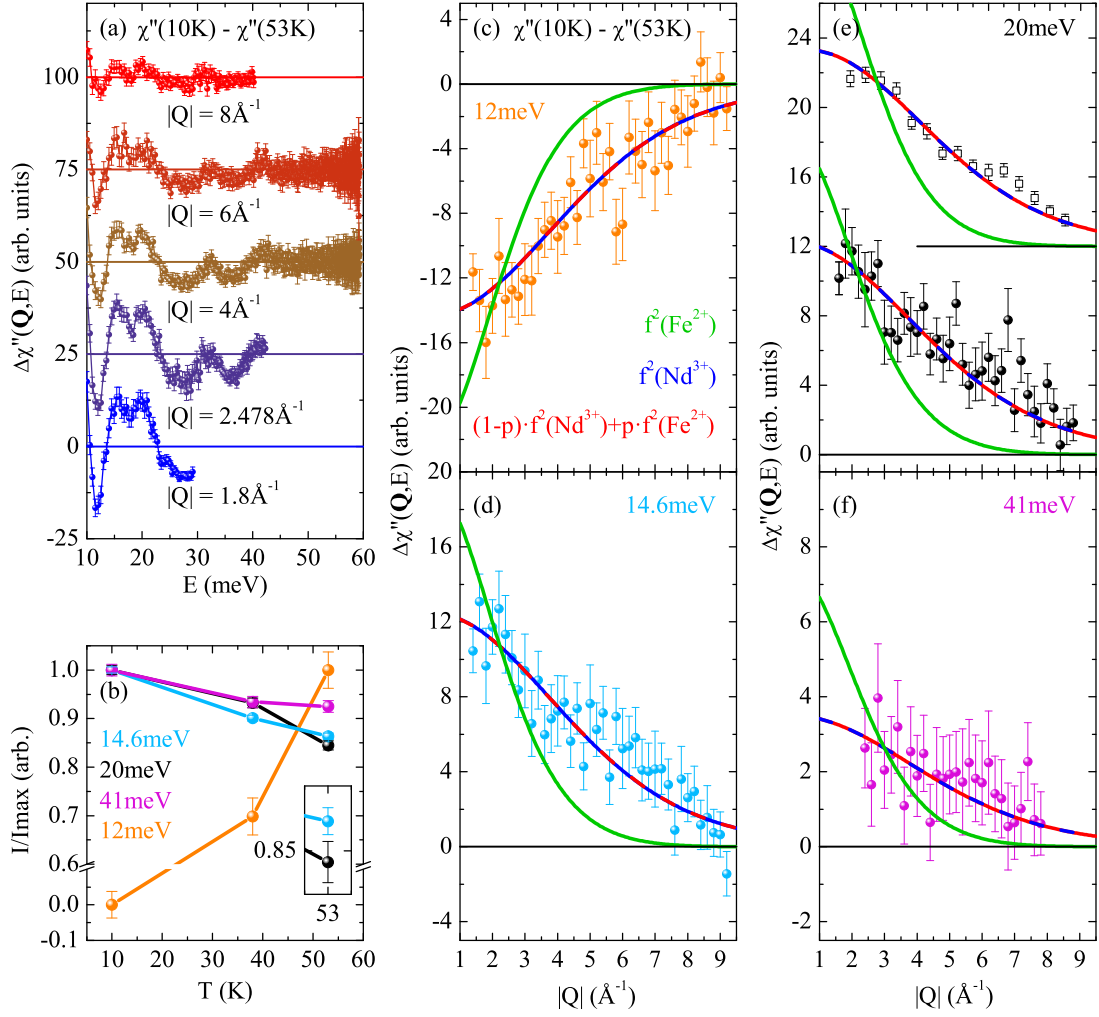 (a) χ"(10K) - χ"(53K)
100
|Q| = 8Å⁻¹
75
|Q| = 6Å⁻¹
50
|Q| = 4Å⁻¹
25
|Q| = 2.478Å⁻¹
0
|Q| = 1.8Å⁻¹
-25
10 20 30 40 50 60
E (meV)
Δχ"(Q,E) (arb. units)
(b)
1.0
0.9
0.8
0.7
0.6
0.0
-0.1
14.6meV
20meV
41meV
12meV
0.85
53
0 10 20 30 40 50 60
T (K)
I/Imax (arb.)
(c) χ"(10K) - χ"(53K)
4
0
-4
-8
-12
-16
-20
12meV
f²(Fe²⁺)
f²(Nd³⁺)
(1-p)·f²(Nd³⁺)+p·f²(Fe²⁺)
Δχ"(Q,E) (arb. units)
(d)
14.6meV
20
16
12
8
4
0
-4
1 2 3 4 5 6 7 8 9
|Q| (Å⁻¹)
(e)
20meV
24
20
16
12
8
4
0
Δχ"(Q,E) (arb. units)
(f)
41meV
8
6
4
2
0
-2
1 2 3 4 5 6 7 8 9
|Q| (Å⁻¹)